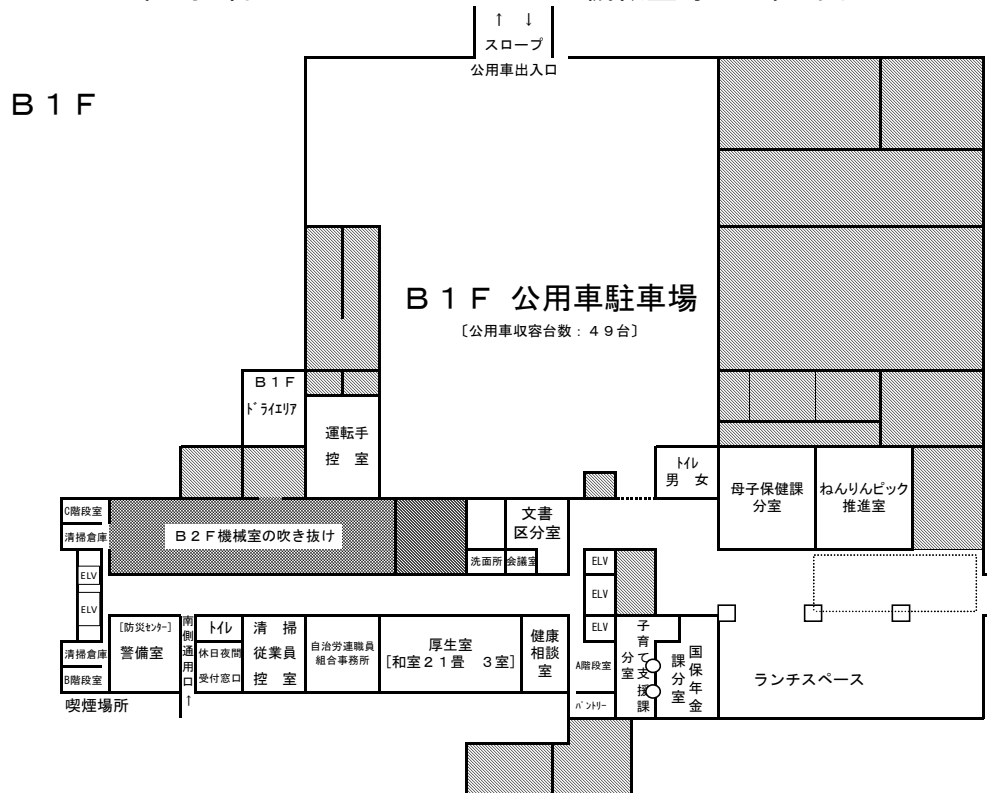 ↑ ↓
スロープ
公用車出入口
Ｂ１Ｆ
Ｂ１Ｆ 公用車駐車場
〔公用車収容台数：４９台〕
Ｂ１Ｆ
ﾄﾞﾗｲｴﾘｱ
運転手
控 室
ﾄｲﾚ
男 女
母子保健課
分室
ねんりんピック
推進室
C階段室
清掃倉庫
Ｂ２Ｆ機械室の吹き抜け
文書
区分室
洗面所
会議室
ELV
ELV
ELV
ELV
ELV
清掃倉庫
B階段室
喫煙場所
[防災ｾﾝﾀｰ]
警備室
南側通用口
↑
ﾄｲﾚ
休日夜間
受付窓口
清 掃
従業員
控 室
自治労連職員
組合事務所
厚生室
[和室２１畳 ３室]
健康
相談
室
A階段室
ﾊﾟﾝﾄﾘｰ
子育て支援課
分室
国保年金
課分室
ランチスペース